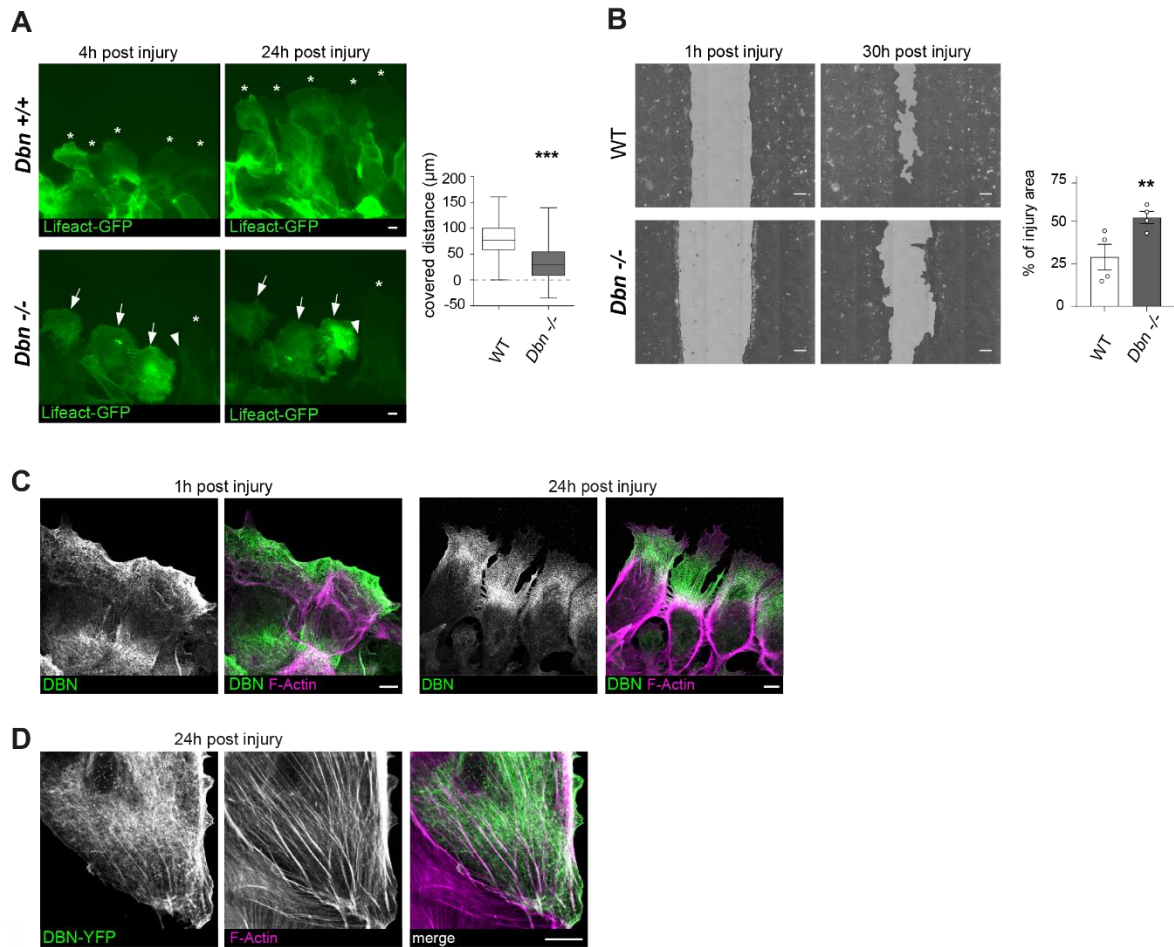 A
4h post injury
24h post injury
Dbn +/+
* * * * * *
* * * * * *
Lifeact-GFP
Lifeact-GFP
Dbn -/-
*
*
Lifeact-GFP
Lifeact-GFP
covered distance (µm)
***
200
150
100
50
0
-50
WT
Dbn -/-
B
1h post injury
30h post injury
WT
Dbn -/-
% of injury area
**
75
50
25
0
WT
Dbn -/-
C
1h post injury
24h post injury
DBN
DBN F-Actin
DBN
DBN F-Actin
D
24h post injury
DBN-YFP
F-Actin
merge